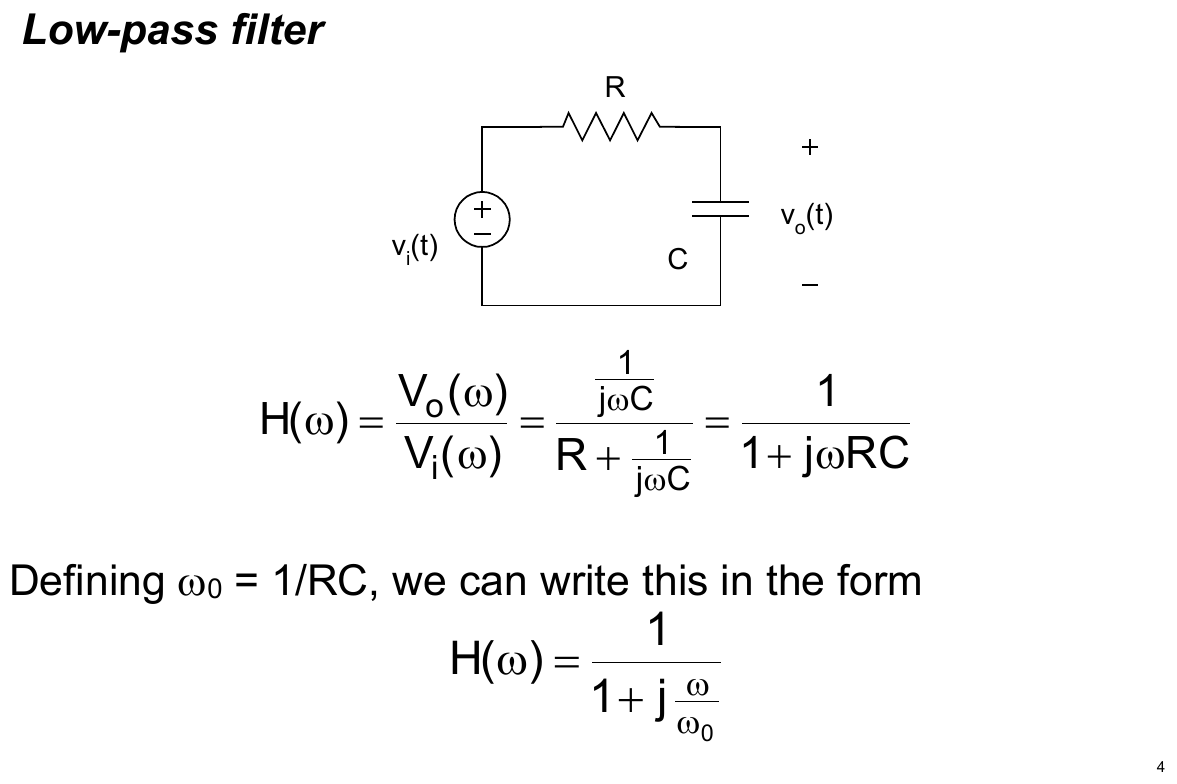 Low-pass filter
R
+
+
−
v_i(t)
v_o(t)
C
−
H(ω) = V_o(ω) / V_i(ω) = (1/(jωC)) / (R + 1/(jωC)) = 1 / (1 + jωRC)
Defining ω0 = 1/RC, we can write this in the form
H(ω) = 1 / (1 + j ω/ω_0)
4